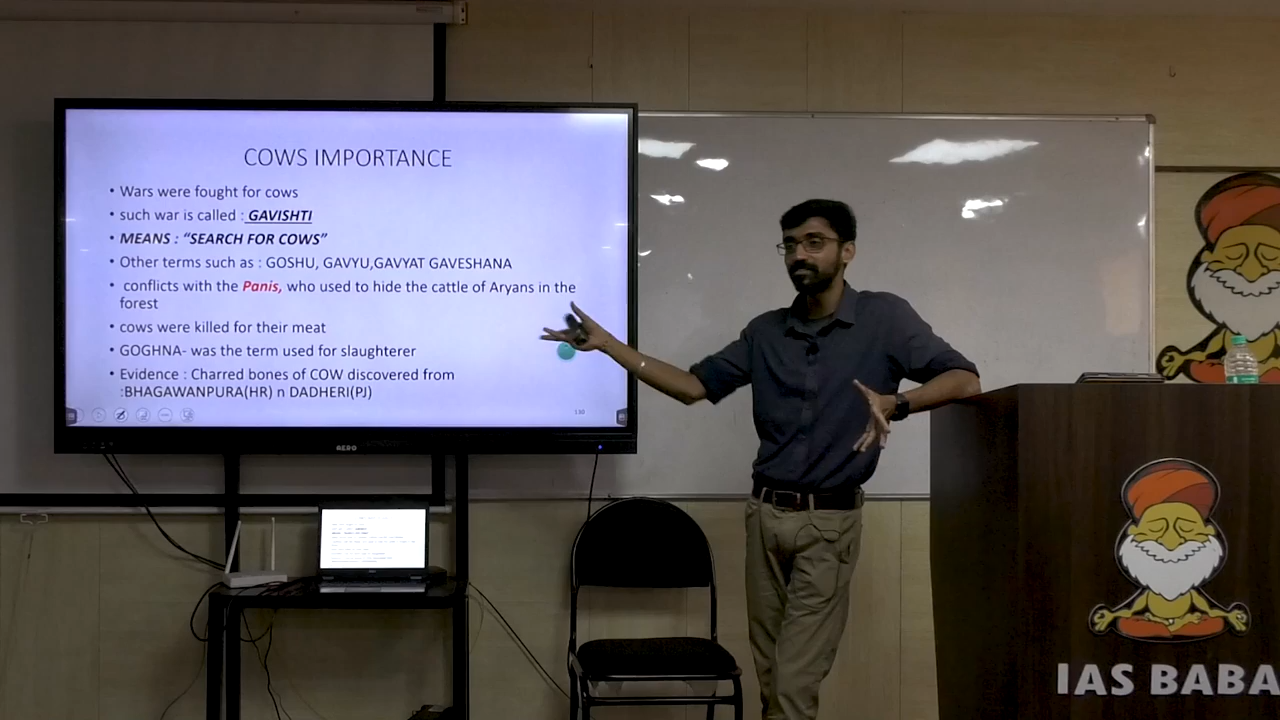 COWS IMPORTANCE
• Wars were fought for cows
• such war is called : GAVISHTI
• MEANS : “SEARCH FOR COWS”
• Other terms such as : GOSHU, GAVYU,GAVYAT GAVESHANA
• conflicts with the Panis, who used to hide the cattle of Aryans in the
forest
• cows were killed for their meat
• GOGHNA- was the term used for slaughterer
• Evidence : Charred bones of COW discovered from
:BHAGAWANPURA(HR) n DADHERI(PJ)
130
AERO
IAS BABA